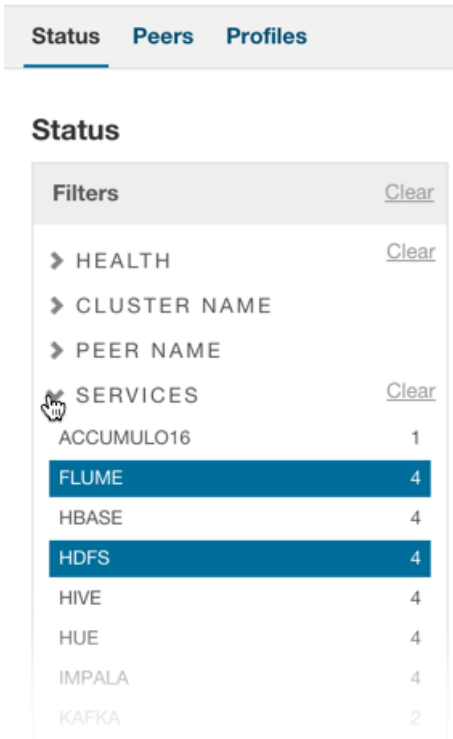 Status Peers Profiles
Status
Filters Clear
HEALTH Clear
CLUSTER NAME
PEER NAME
SERVICES Clear
ACCUMULO16 1
FLUME 4
HBASE 4
HDFS 4
HIVE 4
HUE 4
IMPALA 4
KAFKA 2